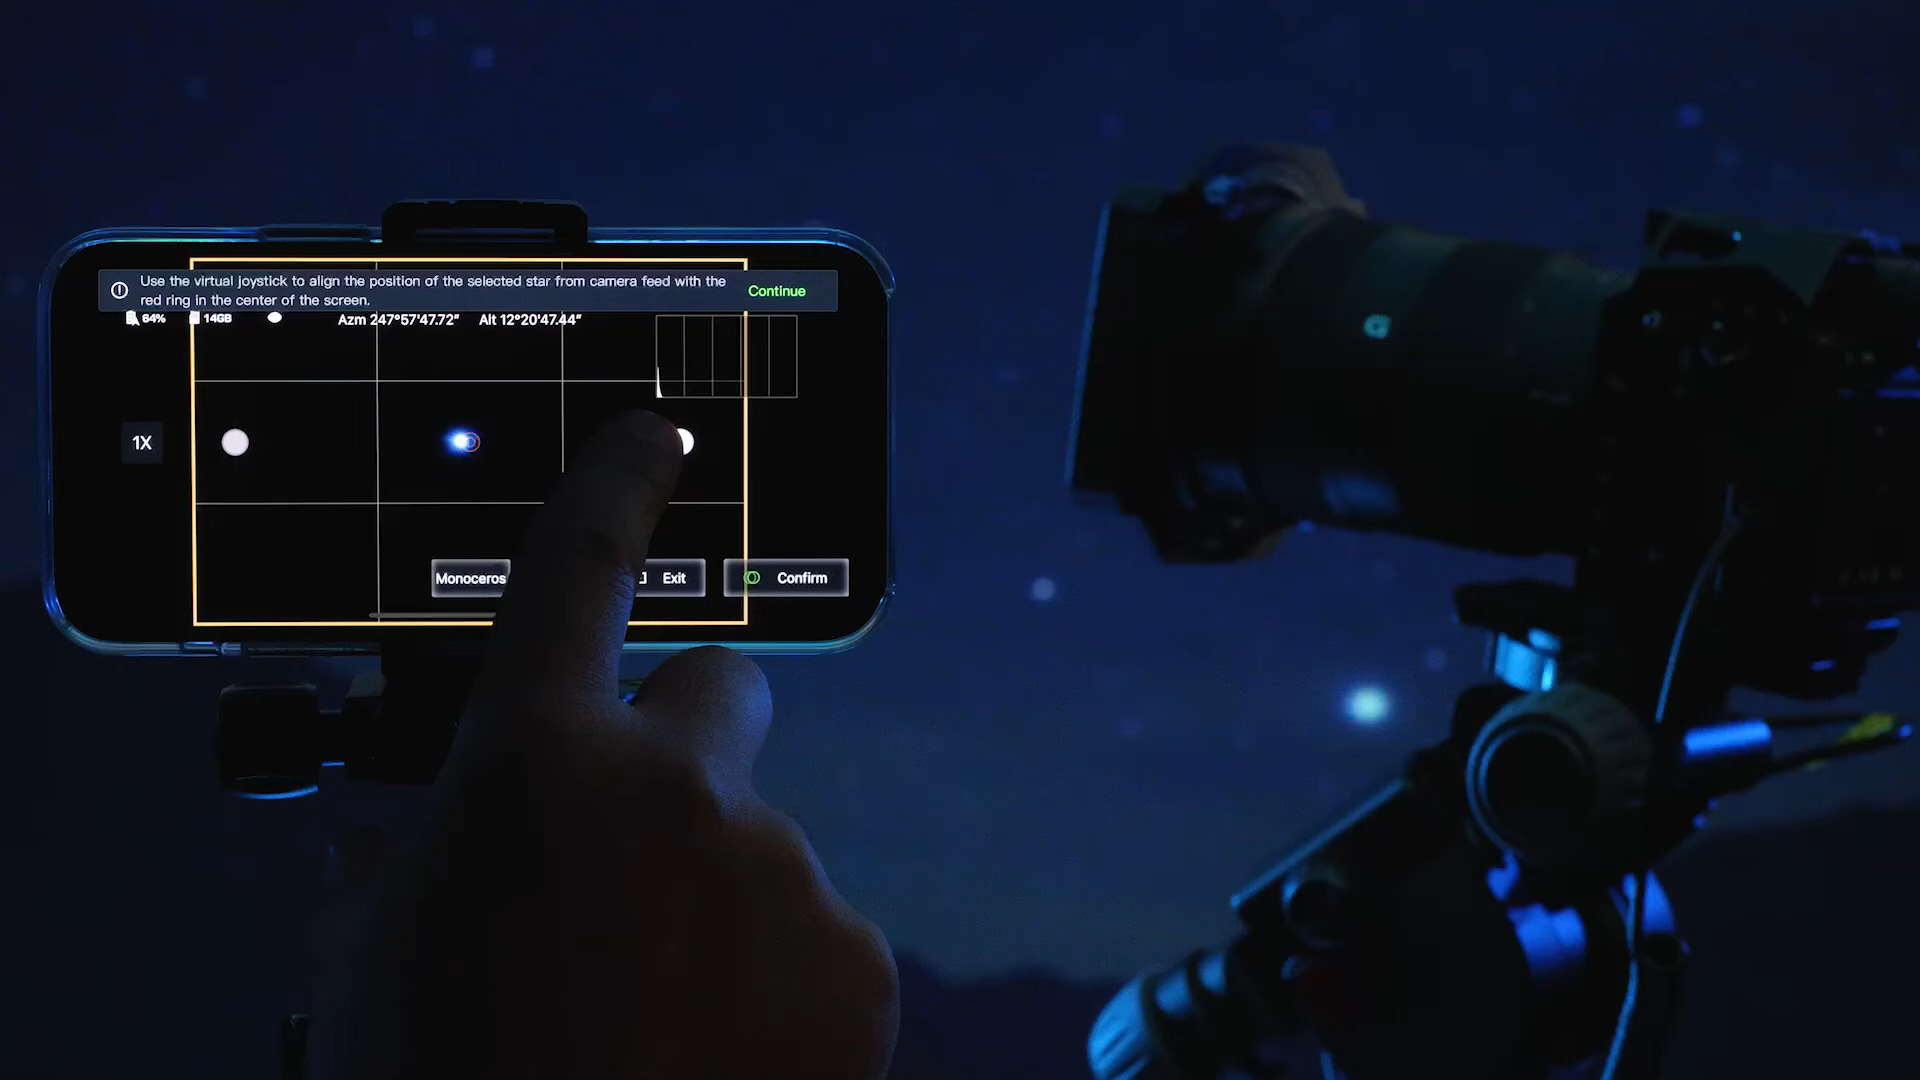 Use the virtual joystick to align the position of the selected star from camera feed with the
red ring in the center of the screen.
Continue
64% 14GB Azm 247°57'47.72" Alt 12°20'47.44"
1X
Monoceros Exit Confirm
G